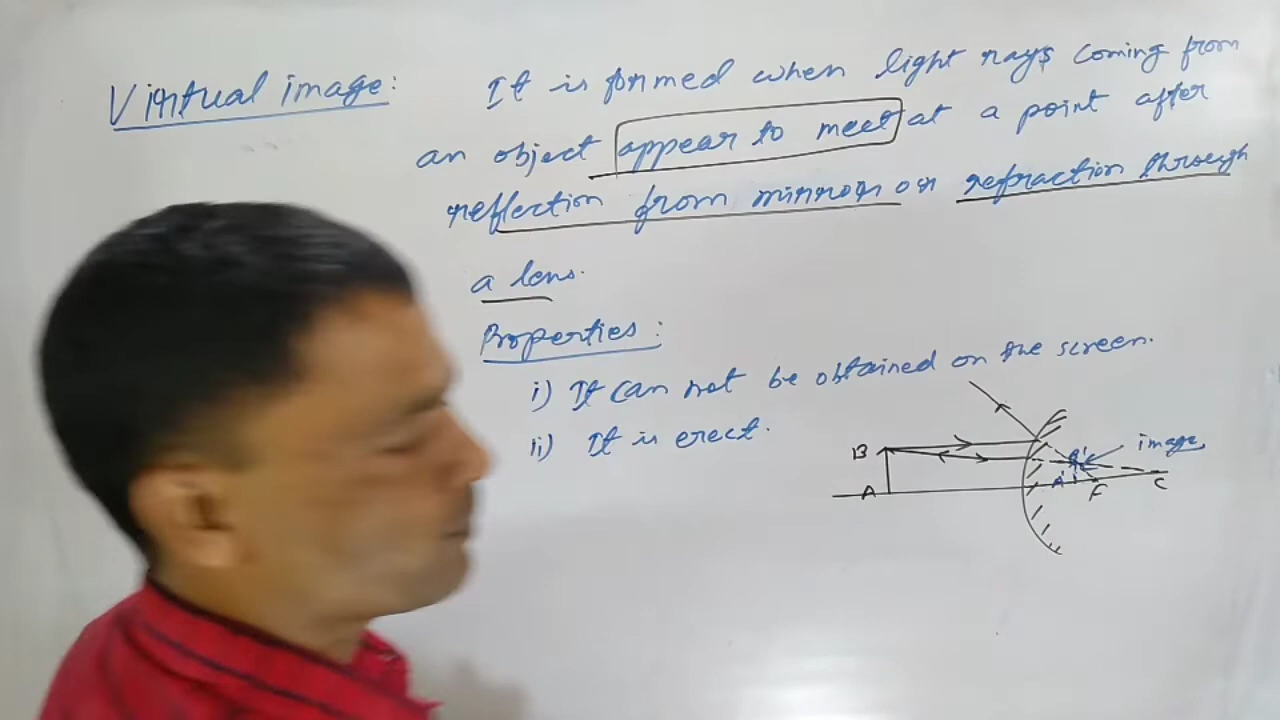 Virtual image: It is formed when light rays coming from
an object appear to meet at a point after
reflection from mirror or refraction through
a lens.
Properties:
i) It can not be obtained on the screen.
ii) It is erect.
B
image
B'
A
A'
F
C